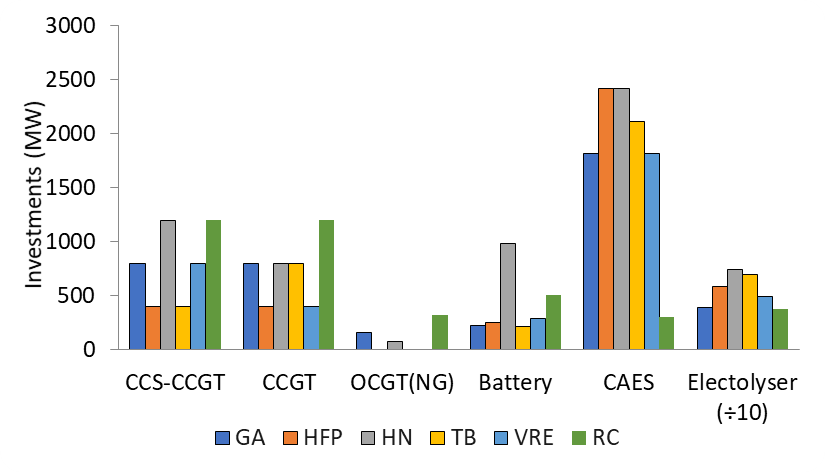 3000
2500
2000
1500
1000
500
0
Investments (MW)
CCS-CCGT CCGT OCGT(NG) Battery CAES Electolyser
(÷10)
GA HFP HN TB VRE RC